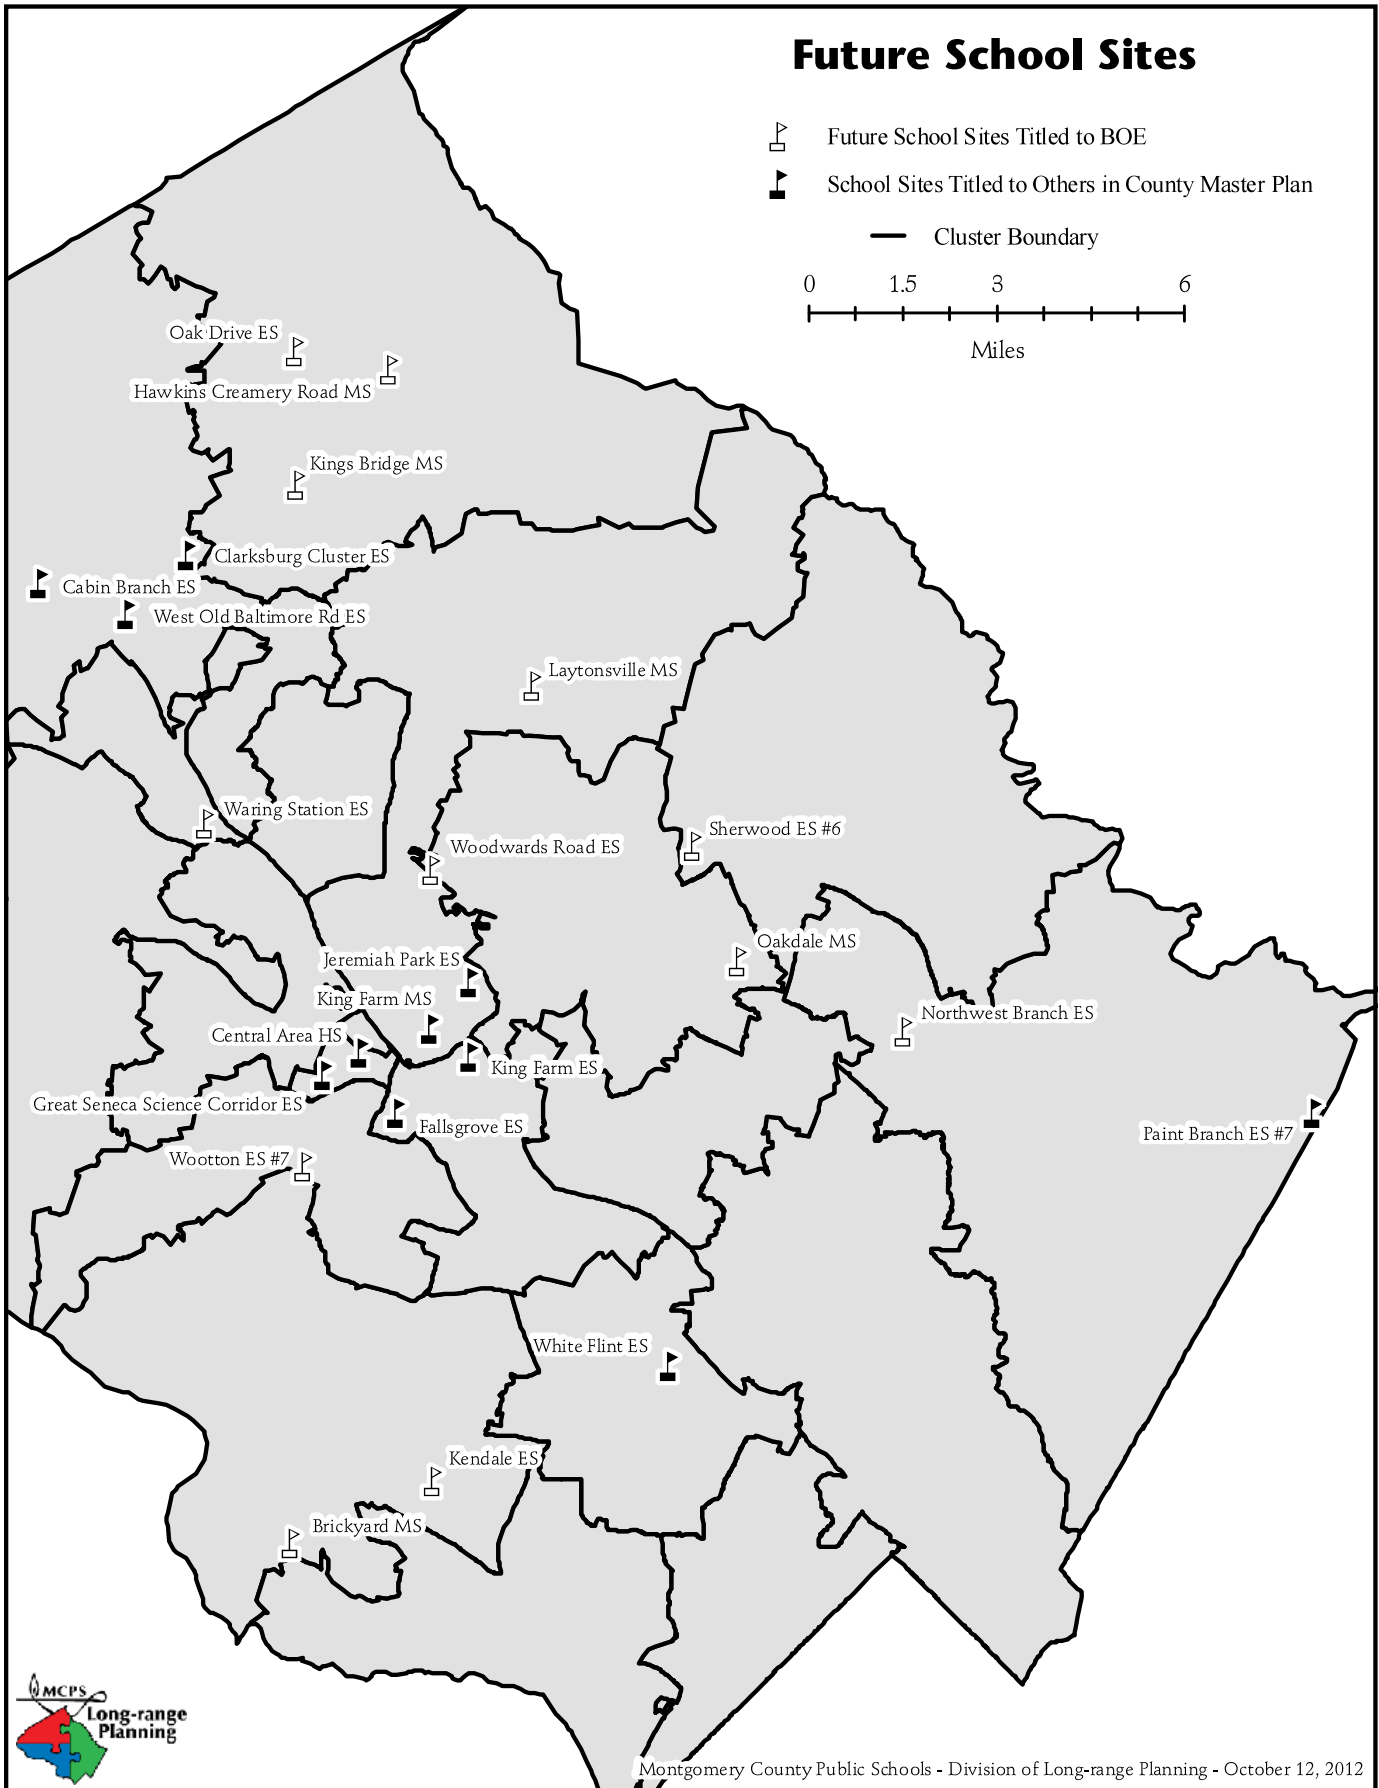 Future School Sites
Future School Sites Titled to BOE
School Sites Titled to Others in County Master Plan
Cluster Boundary
0 1.5 3 6
Miles
Oak Drive ES
Hawkins Creamery Road MS
Kings Bridge MS
Clarksburg Cluster ES
Cabin Branch ES
West Old Baltimore Rd ES
Laytonsville MS
Waring Station ES
Sherwood ES #6
Woodwards Road ES
Oakdale MS
Jeremiah Park ES
King Farm MS
Northwest Branch ES
Central Area HS
King Farm ES
Great Seneca Science Corridor ES
Fallsgrove ES
Paint Branch ES #7
Wootton ES #7
White Flint ES
Kendale ES
Brickyard MS
MCPS
Long-range
Planning
Montgomery County Public Schools - Division of Long-range Planning - October 12, 2012